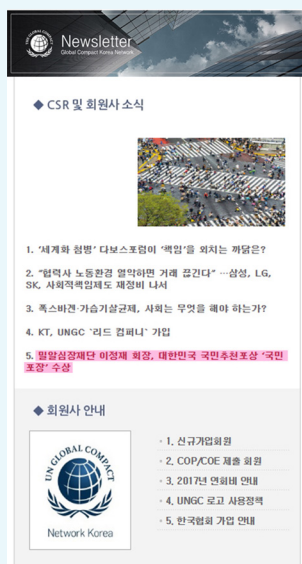 Newsletter
Global Compact Korea Network
◆ CSR 및 회원사 소식
1. '세계화 첨병' 다보스포럼이 '책임'을 외치는 까닭은?
2. "협력사 노동환경 열악하면 거래 끊긴다" …삼성, LG,
SK, 사회적책임제도 재정비 나서
3. 폭스바겐·가습기살균제, 사회는 무엇을 해야 하는가?
4. KT, UNGC `리드 컴퍼니` 가입
5. 밀알심장재단 이정재 회장, 대한민국 국민추천포상 '국민
포장' 수상
◆ 회원사 안내
UN GLOBAL COMPACT
Network Korea
· 1. 신규가입회원
· 2. COP/COE 제출 회원
· 3. 2017년 연회비 안내
· 4. UNGC 로고 사용정책
· 5. 한국협회 가입 안내